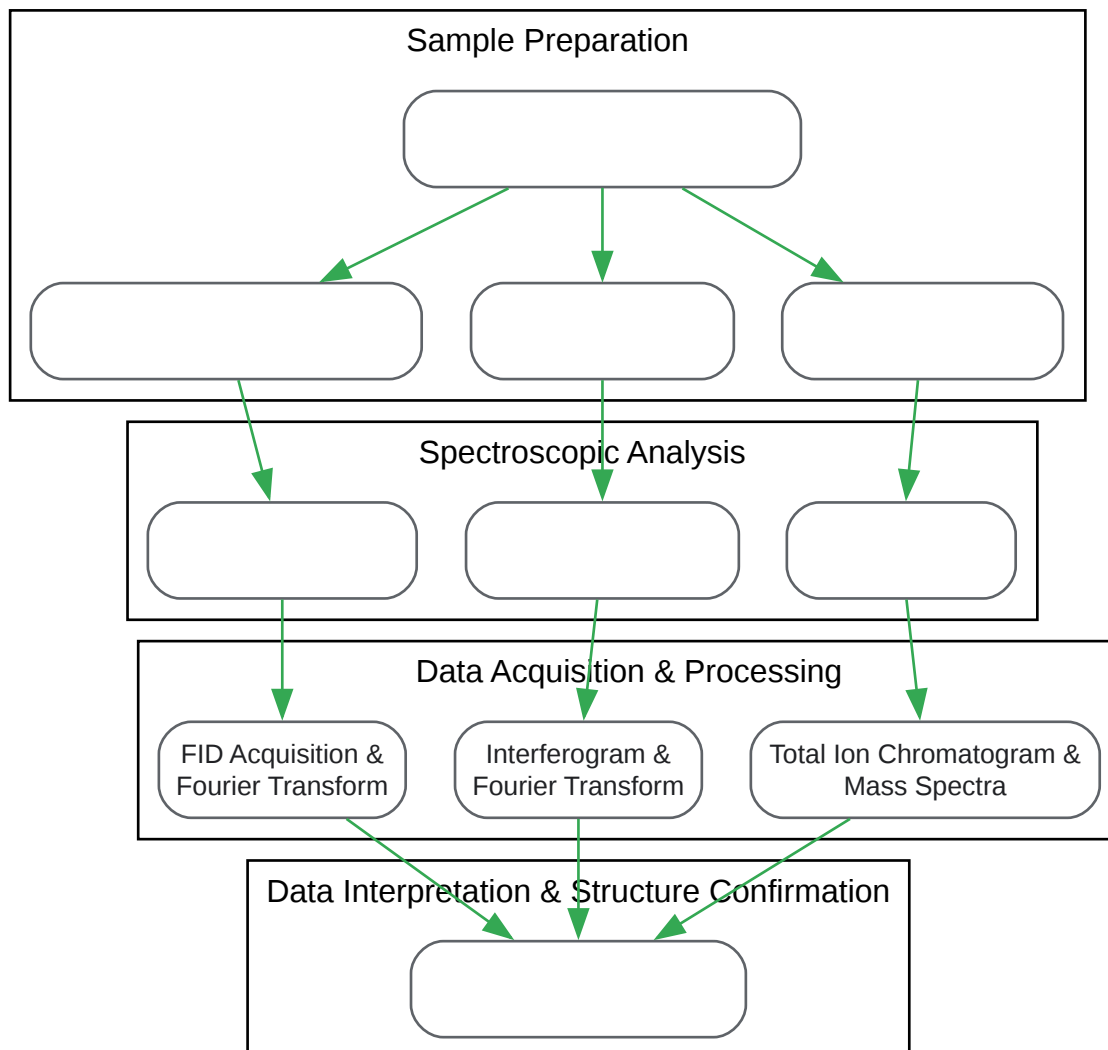 Sample Preparation
Spectroscopic Analysis
Data Acquisition & Processing
FID Acquisition &
Fourier Transform
Interferogram &
Fourier Transform
Total Ion Chromatogram &
Mass Spectra
Data Interpretation & Structure Confirmation